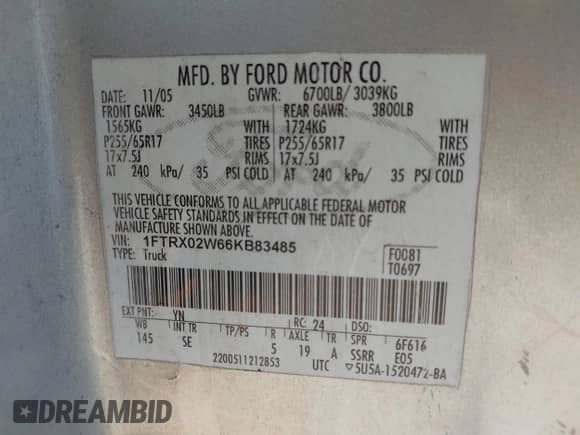 MFD. BY FORD MOTOR CO.
DATE: 11/05 GVWR: 6700LB/ 3039KG
FRONT GAWR: 3450LB REAR GAWR: 3800LB
1565KG WITH 1724KG WITH
P255/65R17 TIRES P255/65R17 TIRES
17x7.5J RIMS 17x7.5J RIMS
AT 240 kPa/ 35 PSI COLD AT 240 kPa/ 35 PSI COLD
THIS VEHICLE CONFORMS TO ALL APPLICABLE FEDERAL MOTOR
VEHICLE SAFETY STANDARDS IN EFFECT ON THE DATE OF
MANUFACTURE SHOWN ABOVE.
VIN: 1FTRX02W66KB83485
TYPE: Truck
F0081
T0697
EXT PNT: YN RC: 24 DSO:
WB INT TR TP/PS R AXLE TR SPR 6F616
145 SE 5 19 A SSRR E05
2200511212853 UTC ▽5U5A-1520472-BA
Ford
DREAMBID